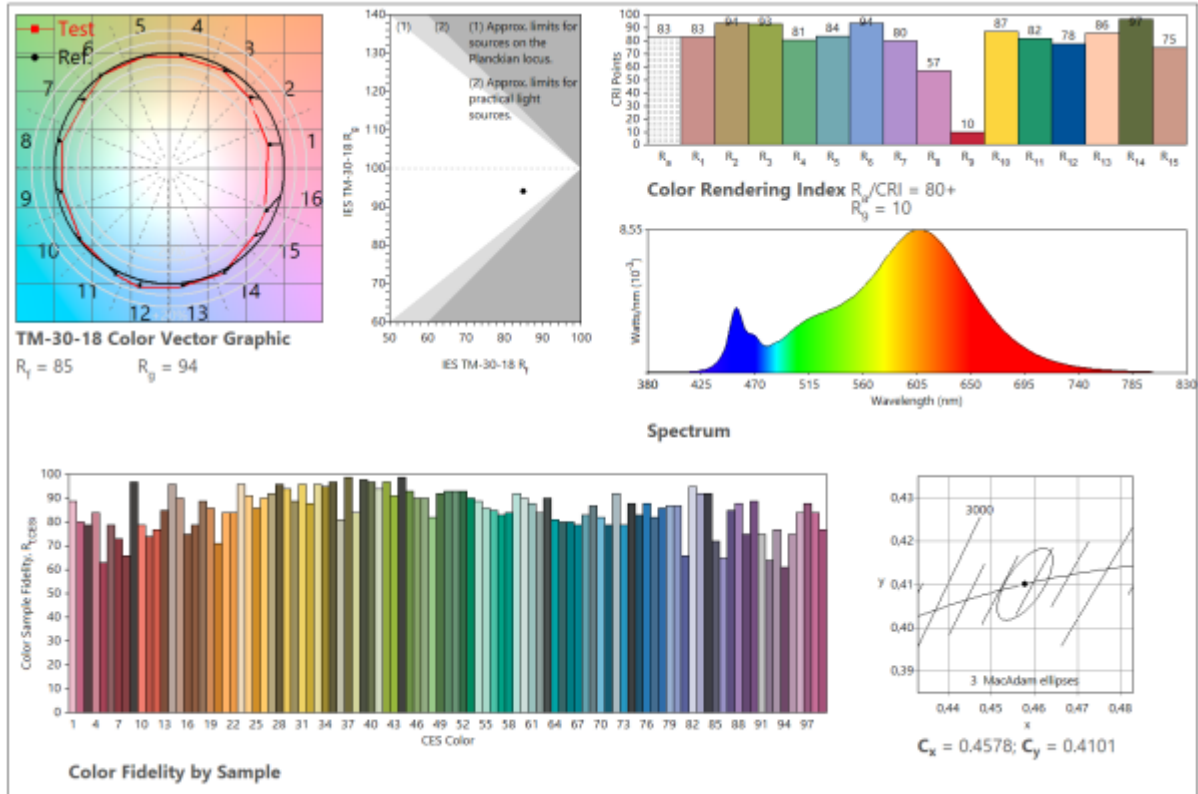 Test
Ref.
5
4
6
3
7
2
8
1
9
16
10
15
11
14
12
13
TM-30-18 Color Vector Graphic
Rf = 85
Rg = 94
140
130
120
110
100
90
80
70
60
50
60
70
80
90
100
IES TM-30-18 Rg
IES TM-30-18 Rf
(1)
(2)
(1) Approx. limits for
sources on the
Planckian locus.
(2) Approx. limits for
practical light
sources.
100
90
80
70
60
50
40
30
20
10
0
CRI Points
83 83 94 93 81 84 94 80 57 10 87 82 78 86 97 75
Ra R1 R2 R3 R4 R5 R6 R7 R8 R9 R10 R11 R12 R13 R14 R15
Color Rendering Index Ra/CRI = 80+
R9 = 10
8.55
Watts/nm (10⁻³)
380 425 470 515 560 605 650 695 740 785 830
Wavelength (nm)
Spectrum
100
90
80
70
60
50
40
30
20
10
0
Color Sample Fidelity, Rf,CESi
1 4 7 10 13 16 19 22 25 28 31 34 37 40 43 46 49 52 55 58 61 64 67 70 73 76 79 82 85 88 91 94 97
CES Color
Color Fidelity by Sample
0,43
0,42
0,41
0,40
0,39
y
3000
3 MacAdam ellipses
0,44 0,45 0,46 0,47 0,48
x
Cx = 0.4578; Cy = 0.4101